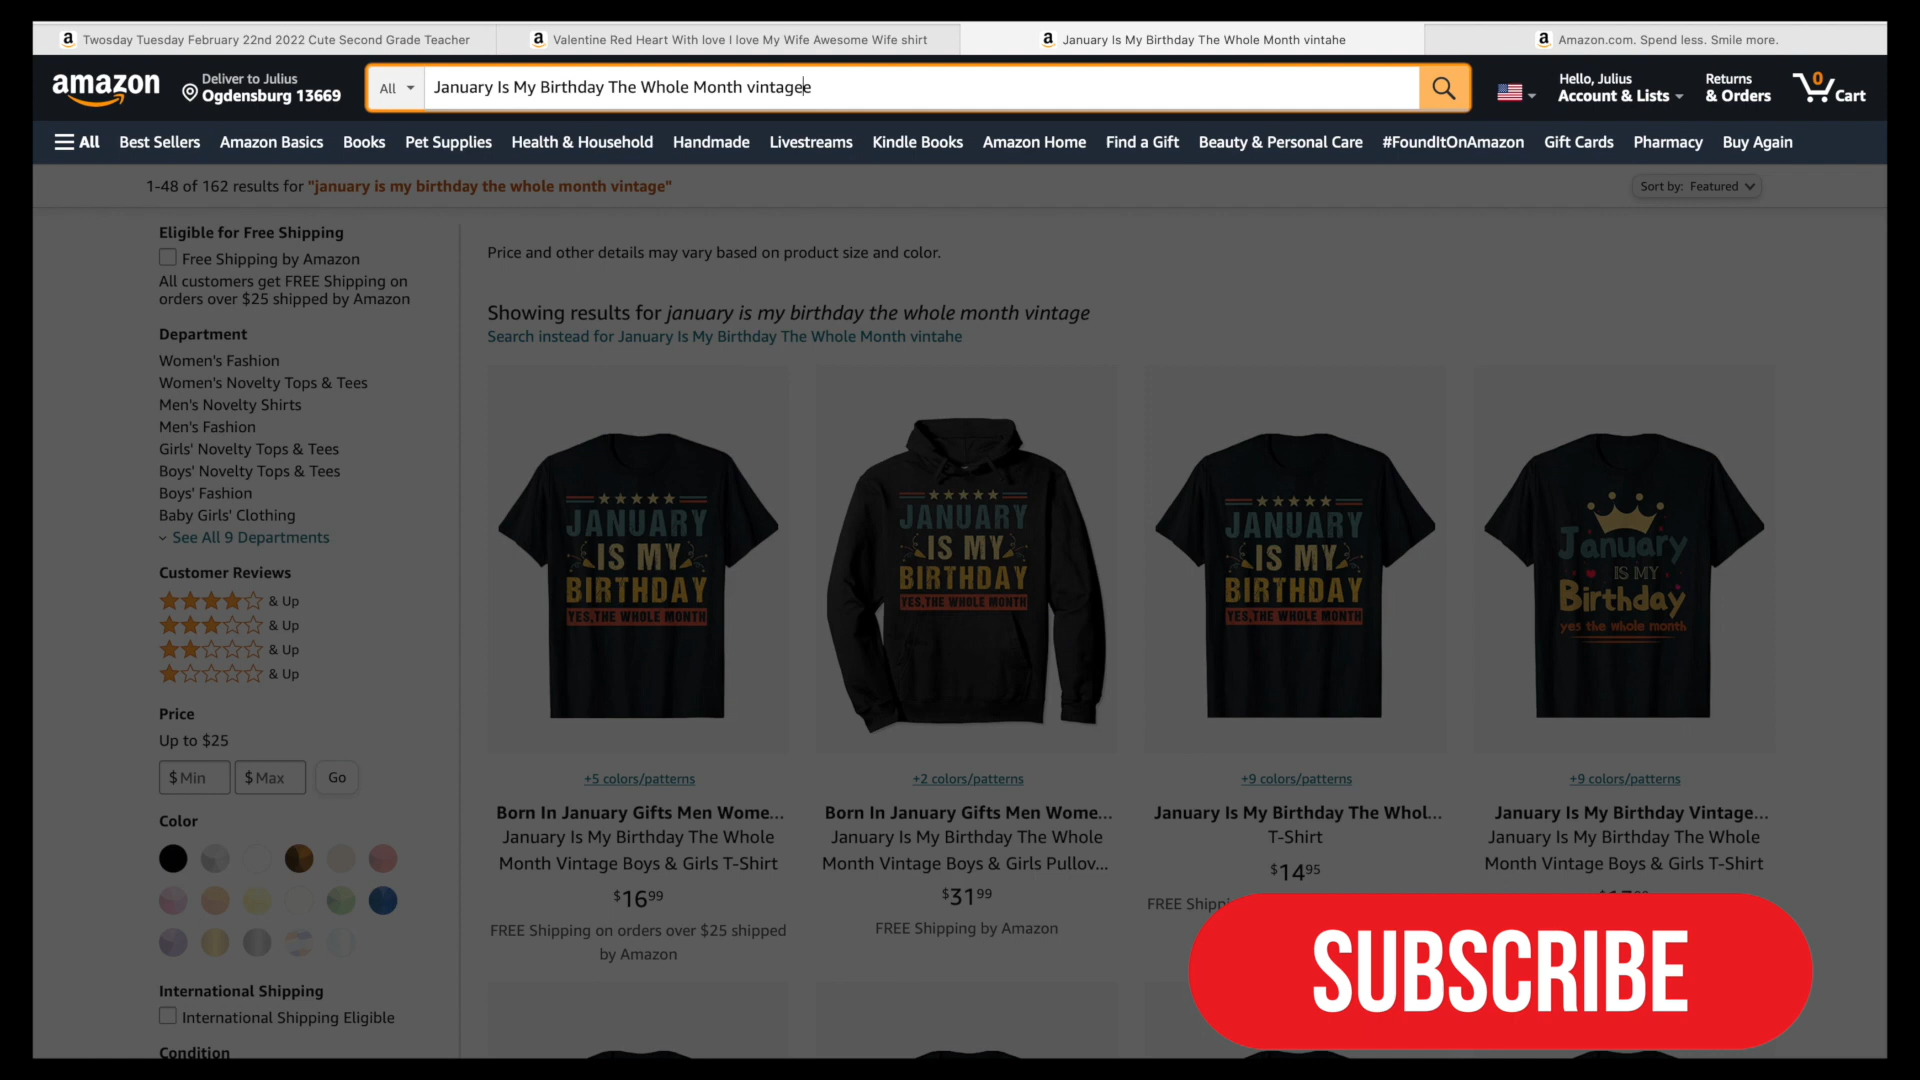 Twosday Tuesday February 22nd 2022 Cute Second Grade Teacher
Valentine Red Heart With love I love My Wife Awesome Wife shirt
January Is My Birthday The Whole Month vintahe
Amazon.com. Spend less. Smile more.
amazon
Deliver to Julius
Ogdensburg 13669
All
January Is My Birthday The Whole Month vintagee
Hello, Julius
Account & Lists
Returns
& Orders
0
Cart
All
Best Sellers
Amazon Basics
Books
Pet Supplies
Health & Household
Handmade
Livestreams
Kindle Books
Amazon Home
Find a Gift
Beauty & Personal Care
#FoundItOnAmazon
Gift Cards
Pharmacy
Buy Again
1-48 of 162 results for "january is my birthday the whole month vintage"
Sort by: Featured
Eligible for Free Shipping
Free Shipping by Amazon
All customers get FREE Shipping on
orders over $25 shipped by Amazon
Department
Women's Fashion
Women's Novelty Tops & Tees
Men's Novelty Shirts
Men's Fashion
Girls' Novelty Tops & Tees
Boys' Novelty Tops & Tees
Boys' Fashion
Baby Girls' Clothing
See All 9 Departments
Customer Reviews
& Up
& Up
& Up
& Up
Price
Up to $25
$ Min
$ Max
Go
Color
International Shipping
International Shipping Eligible
Condition
Price and other details may vary based on product size and color.
Showing results for january is my birthday the whole month vintage
Search instead for January Is My Birthday The Whole Month vintahe
JANUARY
IS MY
BIRTHDAY
YES,THE WHOLE MONTH
+5 colors/patterns
Born In January Gifts Men Wome...
January Is My Birthday The Whole
Month Vintage Boys & Girls T-Shirt
$16.99
FREE Shipping on orders over $25 shipped
by Amazon
JANUARY
IS MY
BIRTHDAY
YES,THE WHOLE MONTH
+2 colors/patterns
Born In January Gifts Men Wome...
January Is My Birthday The Whole
Month Vintage Boys & Girls Pullov...
$31.99
FREE Shipping by Amazon
JANUARY
IS MY
BIRTHDAY
YES,THE WHOLE MONTH
+9 colors/patterns
January Is My Birthday The Whol...
T-Shirt
$14.95
FREE Shippi
January
IS MY
Birthday
yes the whole month
+9 colors/patterns
January Is My Birthday Vintage...
January Is My Birthday The Whole
Month Vintage Boys & Girls T-Shirt
SUBSCRIBE